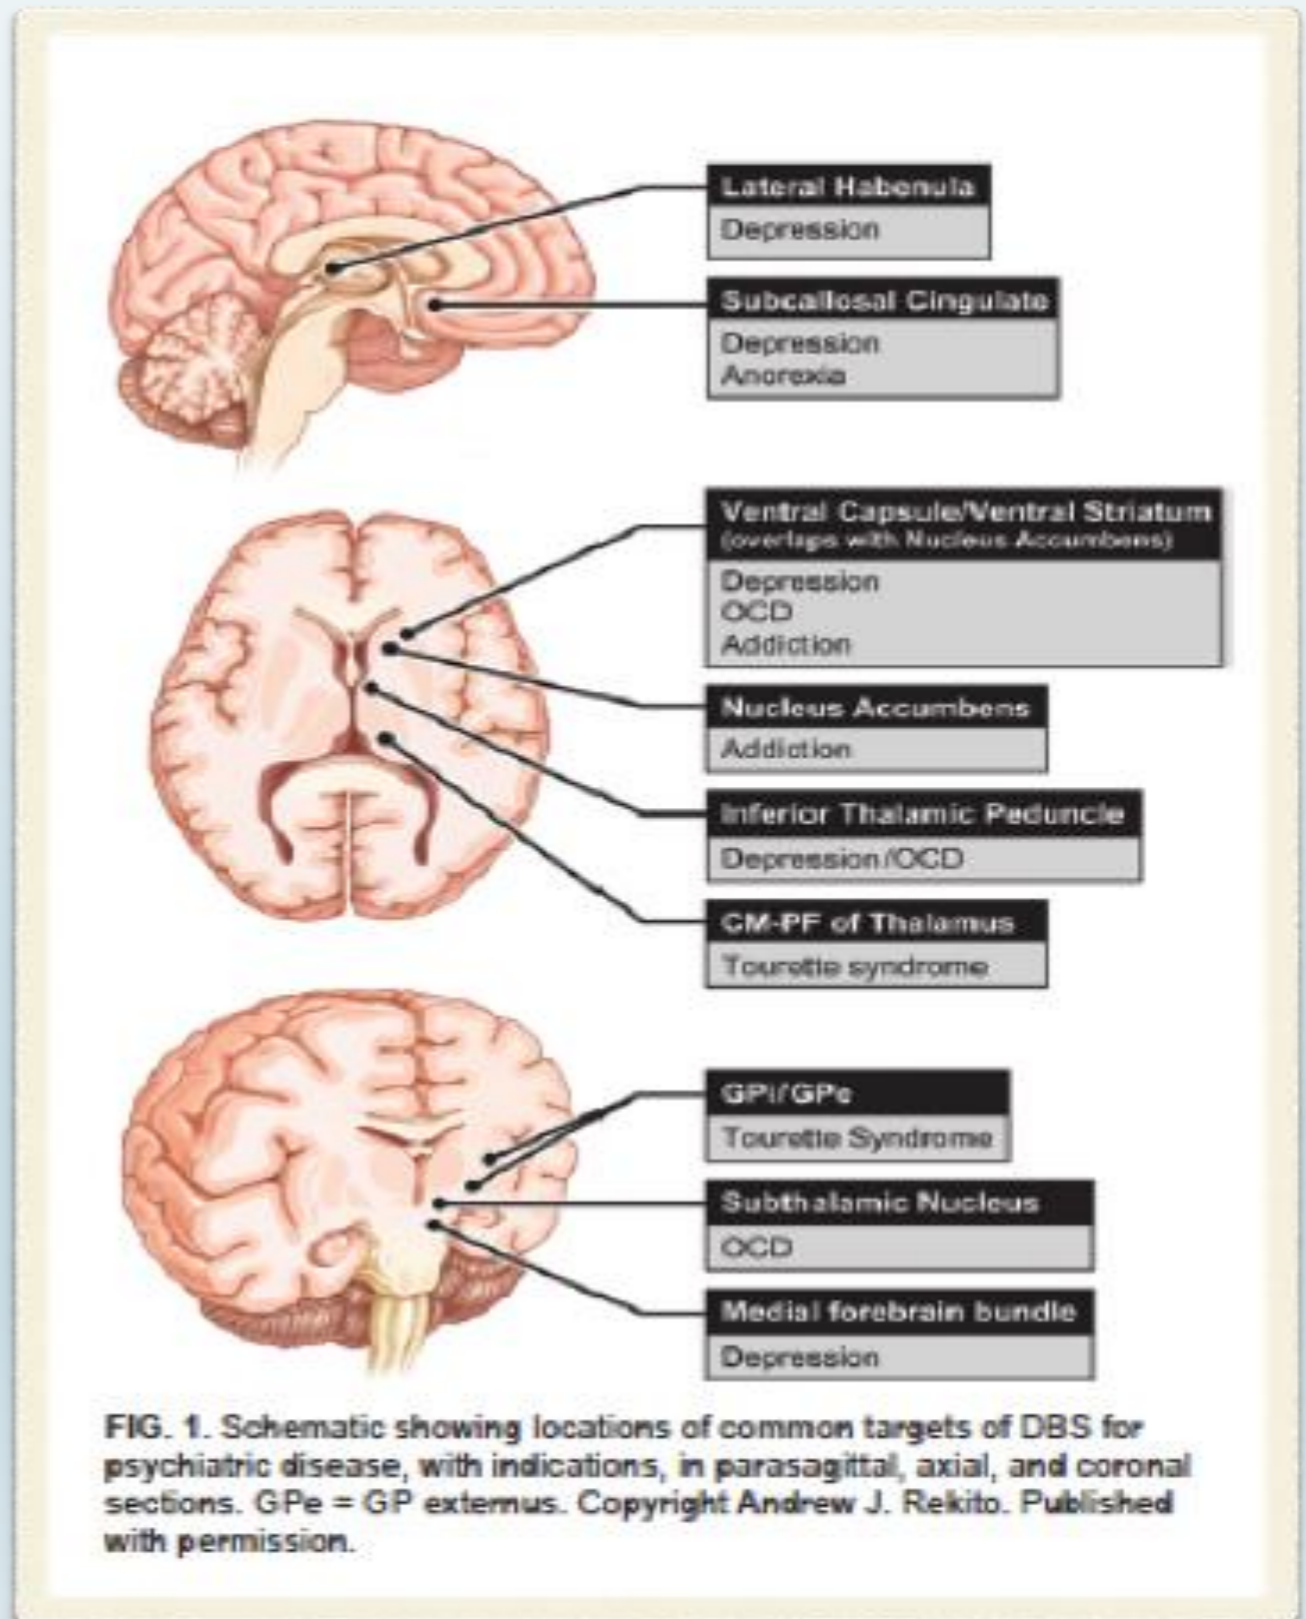 Lateral Habenula
Depression
Subcallosal Cingulate
Depression
Anorexia
Ventral Capsule/Ventral Striatum
(overlaps with Nucleus Accumbens)
Depression
OCD
Addiction
Nucleus Accumbens
Addiction
Inferior Thalamic Peduncle
Depression/OCD
CM-PF of Thalamus
Tourette syndrome
GPi/GPe
Tourette Syndrome
Subthalamic Nucleus
OCD
Medial forebrain bundle
Depression
FIG. 1. Schematic showing locations of common targets of DBS for
psychiatric disease, with indications, in parasagittal, axial, and coronal
sections. GPe = GP externus. Copyright Andrew J. Rekito. Published
with permission.